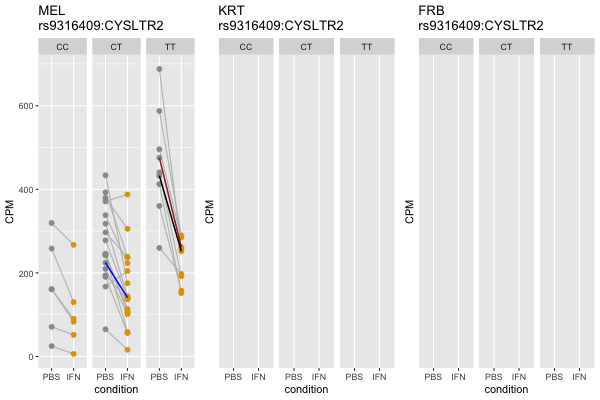 MEL
rs9316409:CYSLTR2
KRT
rs9316409:CYSLTR2
FRB
rs9316409:CYSLTR2
CC CT TT
CC CT TT
CC CT TT
600
400
200
0
CPM
CPM
CPM
PBS IFN PBS IFN PBS IFN
PBS IFN PBS IFN PBS IFN
PBS IFN PBS IFN PBS IFN
condition
condition
condition